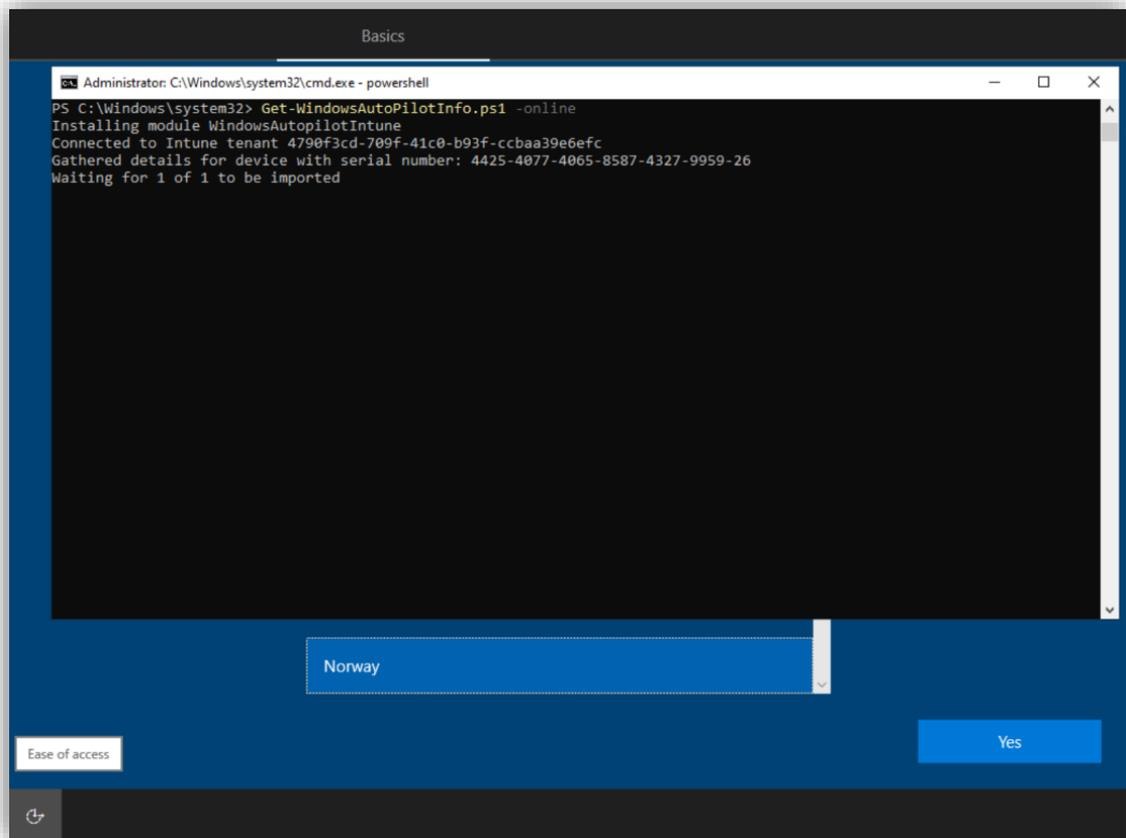 Basics
Administrator: C:\Windows\system32\cmd.exe - powershell
PS C:\Windows\system32> Get-WindowsAutoPilotInfo.ps1 -online
Installing module WindowsAutopilotIntune
Connected to Intune tenant 4790f3cd-709f-41c0-b93f-ccbaa39e6efc
Gathered details for device with serial number: 4425-4077-4065-8587-4327-9959-26
Waiting for 1 of 1 to be imported
Norway
Yes
Ease of access